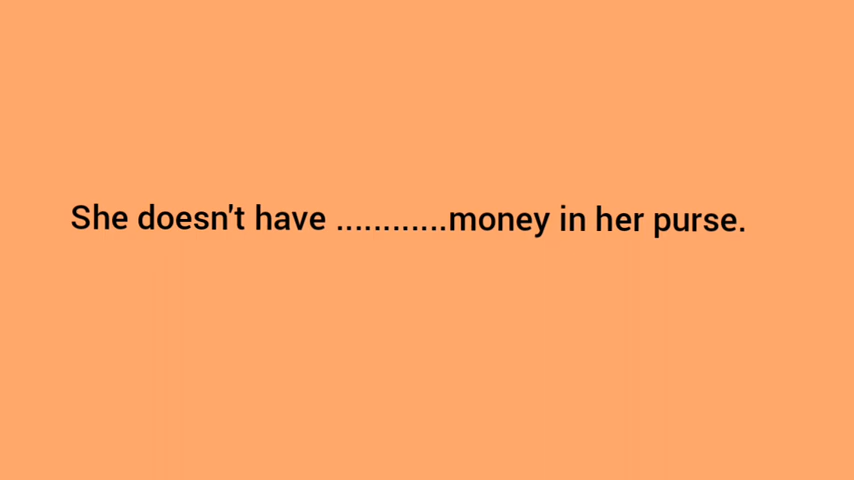 She doesn't have ............money in her purse.